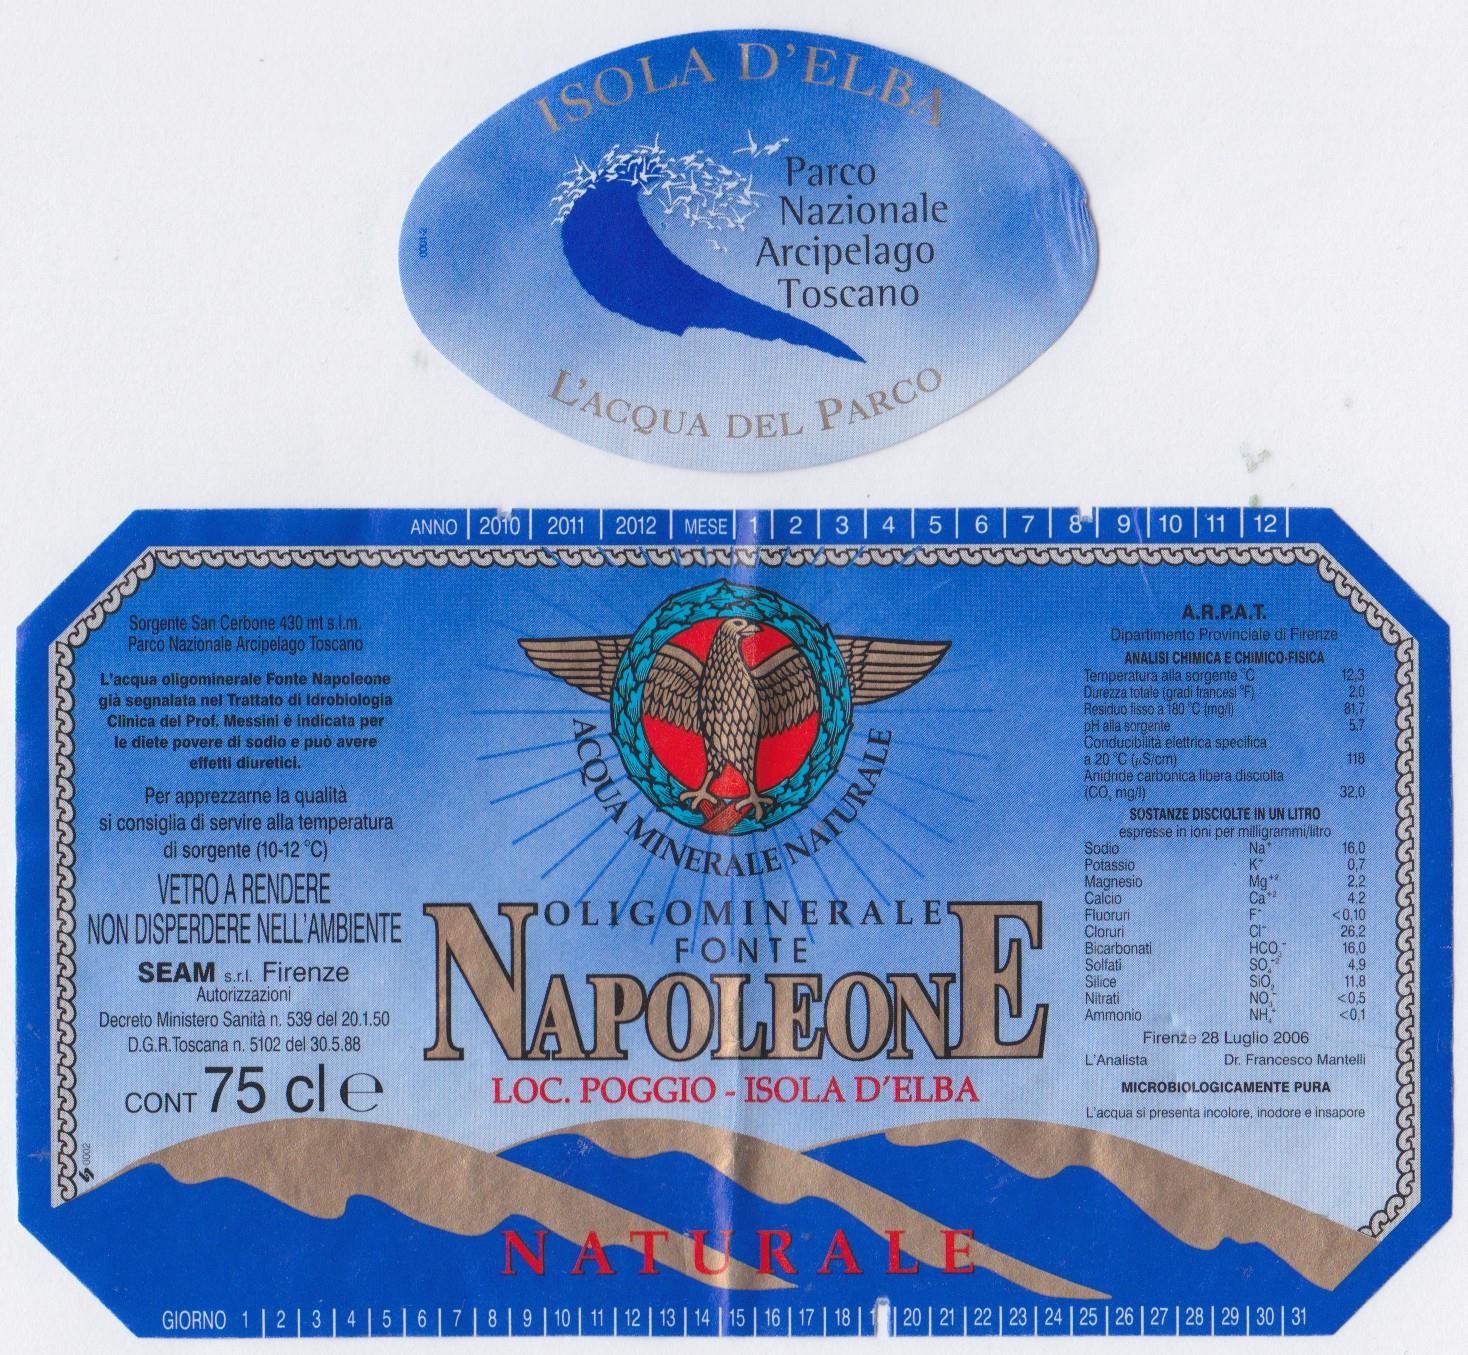 ISOLA D'ELBA
Parco
Nazionale
Arcipelago
Toscano
0001-2
L'ACQUA DEL PARCO
ANNO 2010 2011 2012 MESE 1 2 3 4 5 6 7 8 9 10 11 12
Sorgente San Cerbone 430 mt s.l.m.
Parco Nazionale Arcipelago Toscano
L'acqua oligominerale Fonte Napoleone
già segnalata nel Trattato di Idrobiologia
Clinica del Prof. Messini è indicata per
le diete povere di sodio e può avere
effetti diuretici.
Per apprezzarne la qualità
si consiglia di servire alla temperatura
di sorgente (10-12 °C)
VETRO A RENDERE
NON DISPERDERE NELL'AMBIENTE
SEAM s.r.l. Firenze
Autorizzazioni
Decreto Ministero Sanità n. 539 del 20.1.50
D.G.R.Toscana n. 5102 del 30.5.88
CONT 75 cl e
0002
ACQUA MINERALE NATURALE
OLIGOMINERALE
FONTE
NAPOLEONE
LOC. POGGIO - ISOLA D'ELBA
NATURALE
A.R.P.A.T.
Dipartimento Provinciale di Firenze
ANALISI CHIMICA E CHIMICO-FISICA
Temperatura alla sorgente °C 12,3
Durezza totale (gradi francesi °F) 2,0
Residuo fisso a 180 °C (mg/l) 81,7
pH alla sorgente 5,7
Conducibilità elettrica specifica
a 20 °C (µS/cm) 118
Anidride carbonica libera disciolta
(CO₂ mg/l) 32,0
SOSTANZE DISCIOLTE IN UN LITRO
espresse in ioni per milligrammi/litro
Sodio Na⁺ 16,0
Potassio K⁺ 0,7
Magnesio Mg⁺² 2,2
Calcio Ca⁺² 4,2
Fluoruri F⁻ <0,10
Cloruri Cl⁻ 26,2
Bicarbonati HCO₃⁻ 16,0
Solfati SO₄⁻² 4,9
Silice SiO₂ 11,8
Nitrati NO₃⁻ <0,5
Ammonio NH₄⁺ <0,1
Firenze 28 Luglio 2006
L'Analista Dr. Francesco Mantelli
MICROBIOLOGICAMENTE PURA
L'acqua si presenta incolore, inodore e insapore
GIORNO 1 2 3 4 5 6 7 8 9 10 11 12 13 14 15 16 17 18 20 21 22 23 24 25 26 27 28 29 30 31